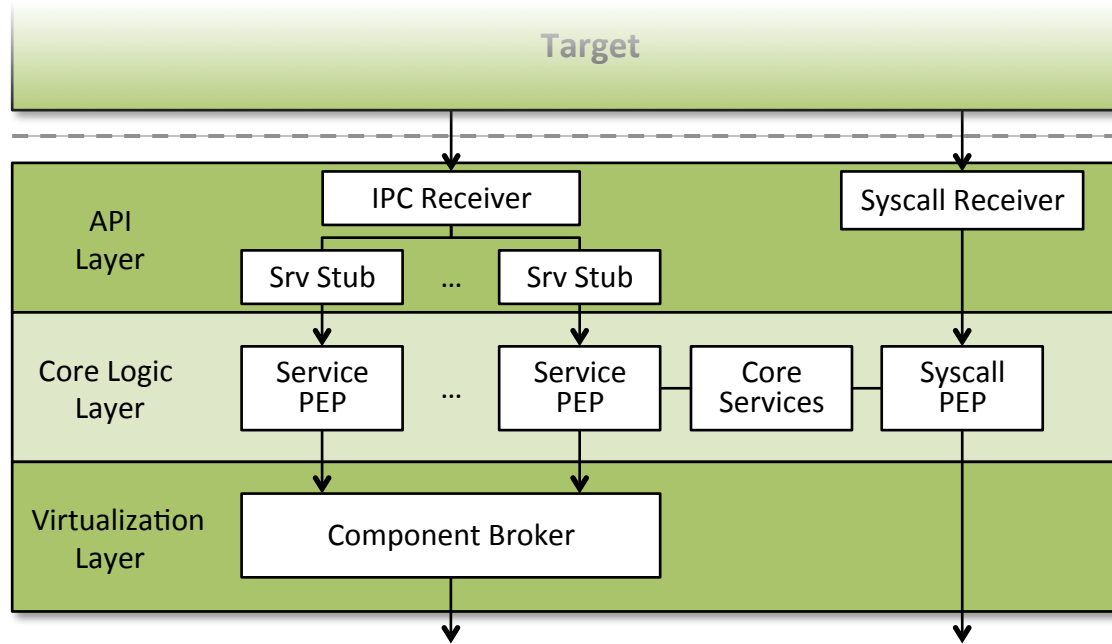 Target
IPC Receiver
Syscall Receiver
API
Layer
Srv Stub
...
Srv Stub
Core Logic
Layer
Service
PEP
...
Service
PEP
Core
Services
Syscall
PEP
Virtualization
Layer
Component Broker